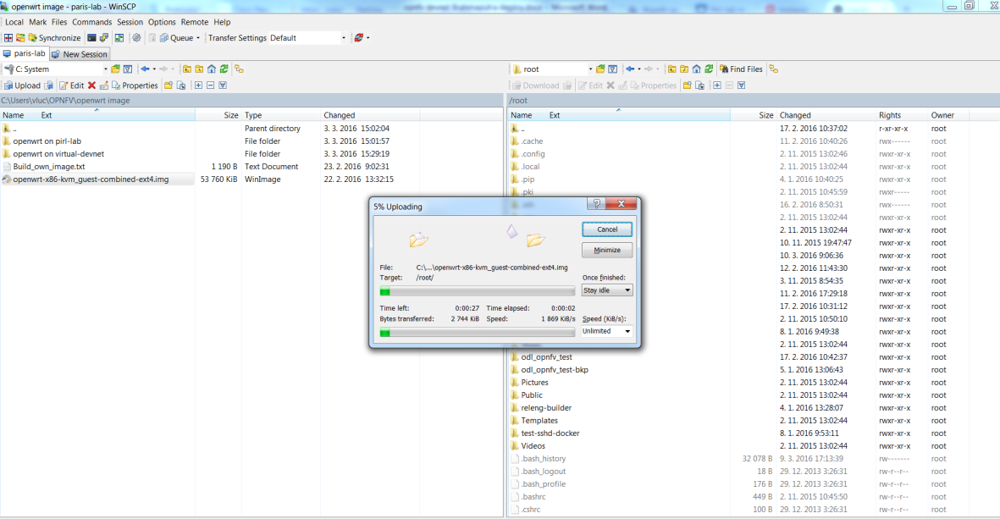 openwrt image - paris-lab - WinSCP
Local Mark Files Commands Session Options Remote Help
Synchronize Queue Transfer Settings Default
paris-lab New Session
C: System root Find Files
Upload Edit Properties Download Edit Properties
C:\Users\vluc\OPNFV\openwrt image /root
Name Ext Size Type Changed Name Ext Size Changed Rights Owner
.. Parent directory 3. 3. 2016 15:02:04 .. 17. 2. 2016 10:37:02 r-xr-xr-x root
openwrt on pirl-lab File folder 3. 3. 2016 15:01:57 .cache 11. 2. 2016 10:40:26 rwx------ root
openwrt on virtual-devnet File folder 3. 3. 2016 15:29:19 .config 2. 11. 2015 13:02:46 rwxr-xr-x root
Build_own_image.txt 1 190 B Text Document 23. 2. 2016 9:02:31 .local 2. 11. 2015 13:02:44 rwxr-xr-x root
openwrt-x86-kvm_guest-combined-ext4.img 53 760 KiB WinImage 22. 2. 2016 13:32:15 .pip 4. 1. 2016 10:40:25 rwxr-xr-x root
.pki 2. 11. 2015 10:45:59 rwxr----- root
16. 2. 2016 8:50:31 rwx------ root
2. 11. 2015 13:02:44 rwxr-xr-x root
2. 11. 2015 13:02:44 rwxr-xr-x root
10. 11. 2015 19:47:47 rwxr-xr-x root
10. 3. 2016 9:06:36 rwxr-xr-x root
12. 2. 2016 11:43:30 rwxr-xr-x root
3. 11. 2015 8:54:35 rwxr-xr-x root
11. 2. 2016 17:29:18 rwxr-xr-x root
17. 2. 2016 10:31:12 rwxr-xr-x root
2. 11. 2015 10:50:10 rwxr-xr-x root
8. 1. 2016 9:49:38 rwxr-xr-x root
2. 11. 2015 13:02:44 rwxr-xr-x root
odl_opnfv_test 17. 2. 2016 10:42:37 rwxr-xr-x root
odl_opnfv_test-bkp 5. 1. 2016 13:06:43 rwxr-xr-x root
Pictures 2. 11. 2015 13:02:44 rwxr-xr-x root
Public 2. 11. 2015 13:02:44 rwxr-xr-x root
releng-builder 4. 1. 2016 13:28:07 rwxr-xr-x root
Templates 2. 11. 2015 13:02:44 rwxr-xr-x root
test-sshd-docker 8. 1. 2016 9:53:11 rwxr-xr-x root
Videos 2. 11. 2015 13:02:44 rwxr-xr-x root
.bash_history 32 078 B 9. 3. 2016 17:13:39 rw------- root
.bash_logout 18 B 29. 12. 2013 3:26:31 rw-r--r-- root
.bash_profile 176 B 29. 12. 2013 3:26:31 rw-r--r-- root
.bashrc 449 B 2. 11. 2015 10:45:50 rw-r--r-- root
.cshrc 100 B 29. 12. 2013 3:26:31 rw-r--r-- root
5% Uploading
Cancel
Minimize
File: C:\...\openwrt-x86-kvm_guest-combined-ext4.img
Target: /root/ Once finished:
Stay idle
Time left: 0:00:27 Time elapsed: 0:00:02
Bytes transferred: 2 744 KiB Speed: 1 869 KiB/s Speed (KiB/s):
Unlimited